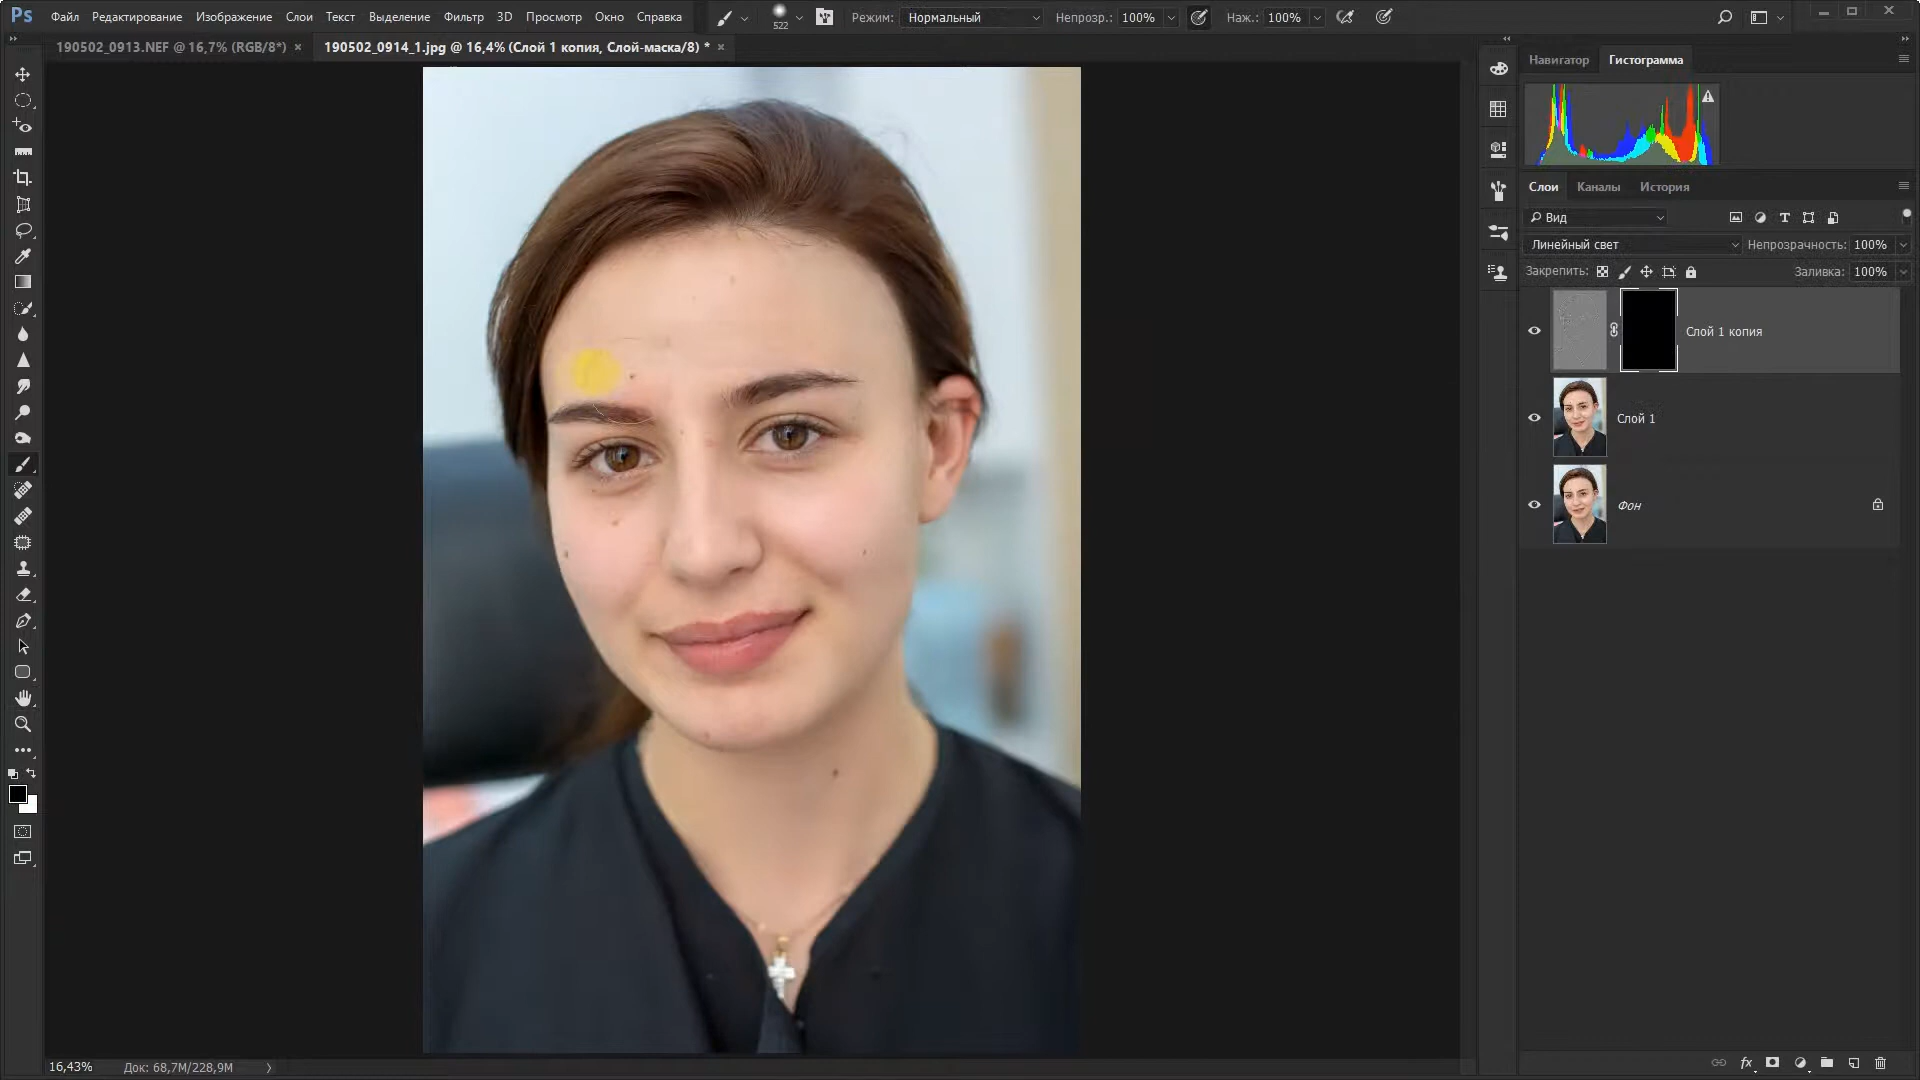 Ps Файл Редактирование Изображение Слои Текст Выделение Фильтр 3D Просмотр Окно Справка 522 Режим: Нормальный Непрозр.: 100% Наж.: 100%
190502_0913.NEF @ 16,7% (RGB/8*) × 190502_0914_1.jpg @ 16,4% (Слой 1 копия, Слой-маска/8) * ×
Навигатор Гистограмма
Слои Каналы История
Вид
Линейный свет Непрозрачность: 100%
Закрепить: Заливка: 100%
Слой 1 копия
Слой 1
Фон
16,43% Док: 68,7M/228,9M
fx